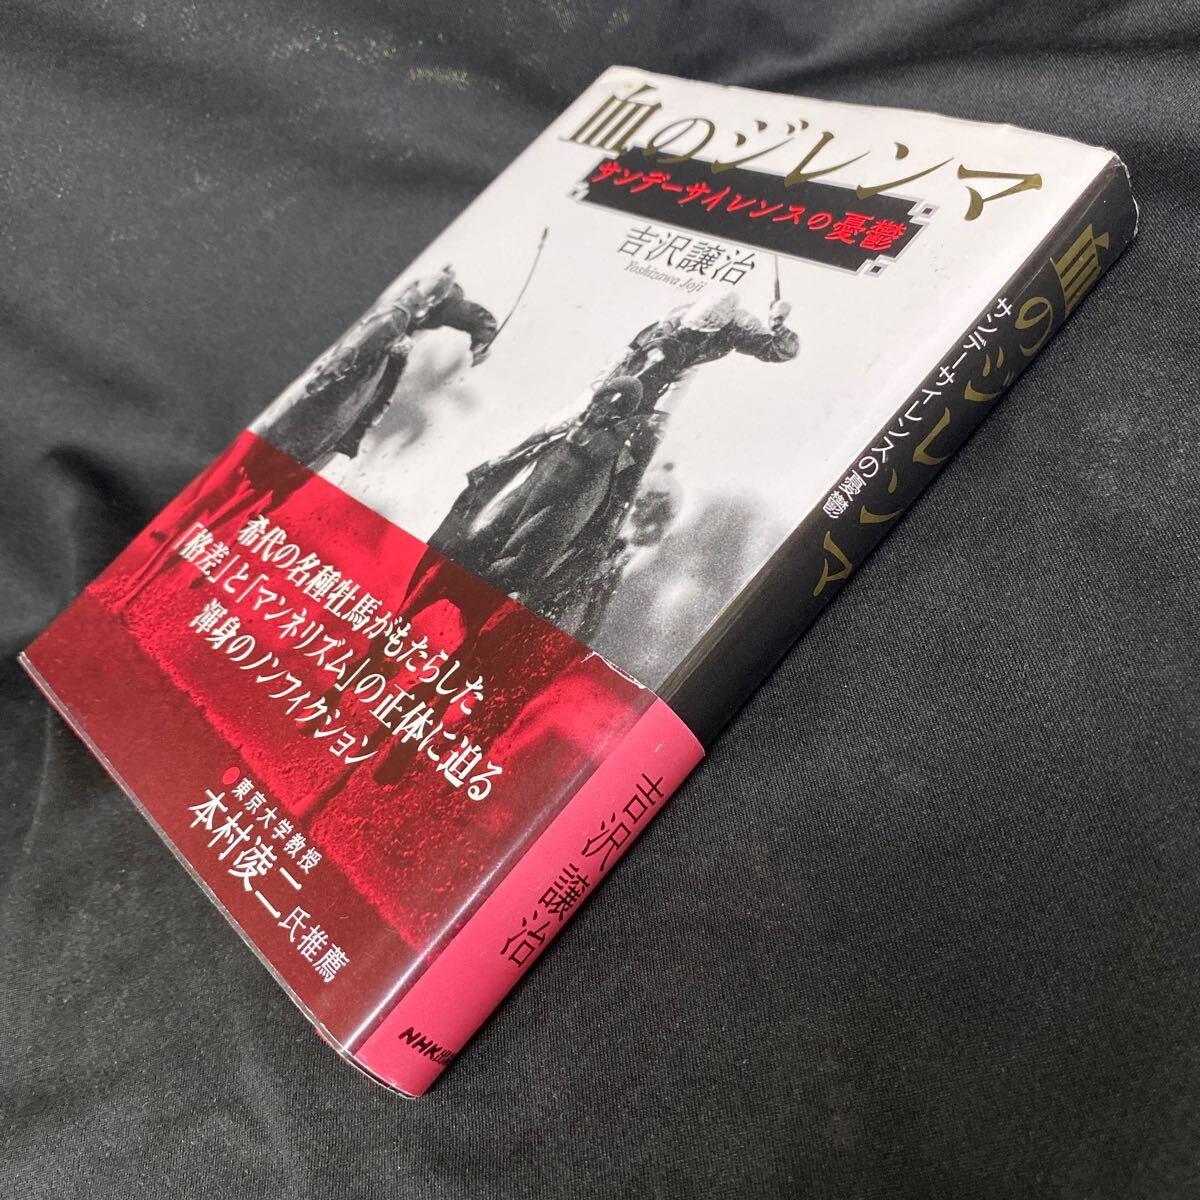 血のジレンマ
サンデーサイレンスの憂鬱
吉沢譲治
Yoshizawa Joji
希代の名種牡馬がもたらした
「格差」と「マンネリズム」の正体に迫る
渾身のノンフィクション
●東京大学教授
本村凌二氏推薦
血のジレンマ
サンデーサイレンスの憂鬱
吉沢譲治
NHK出版